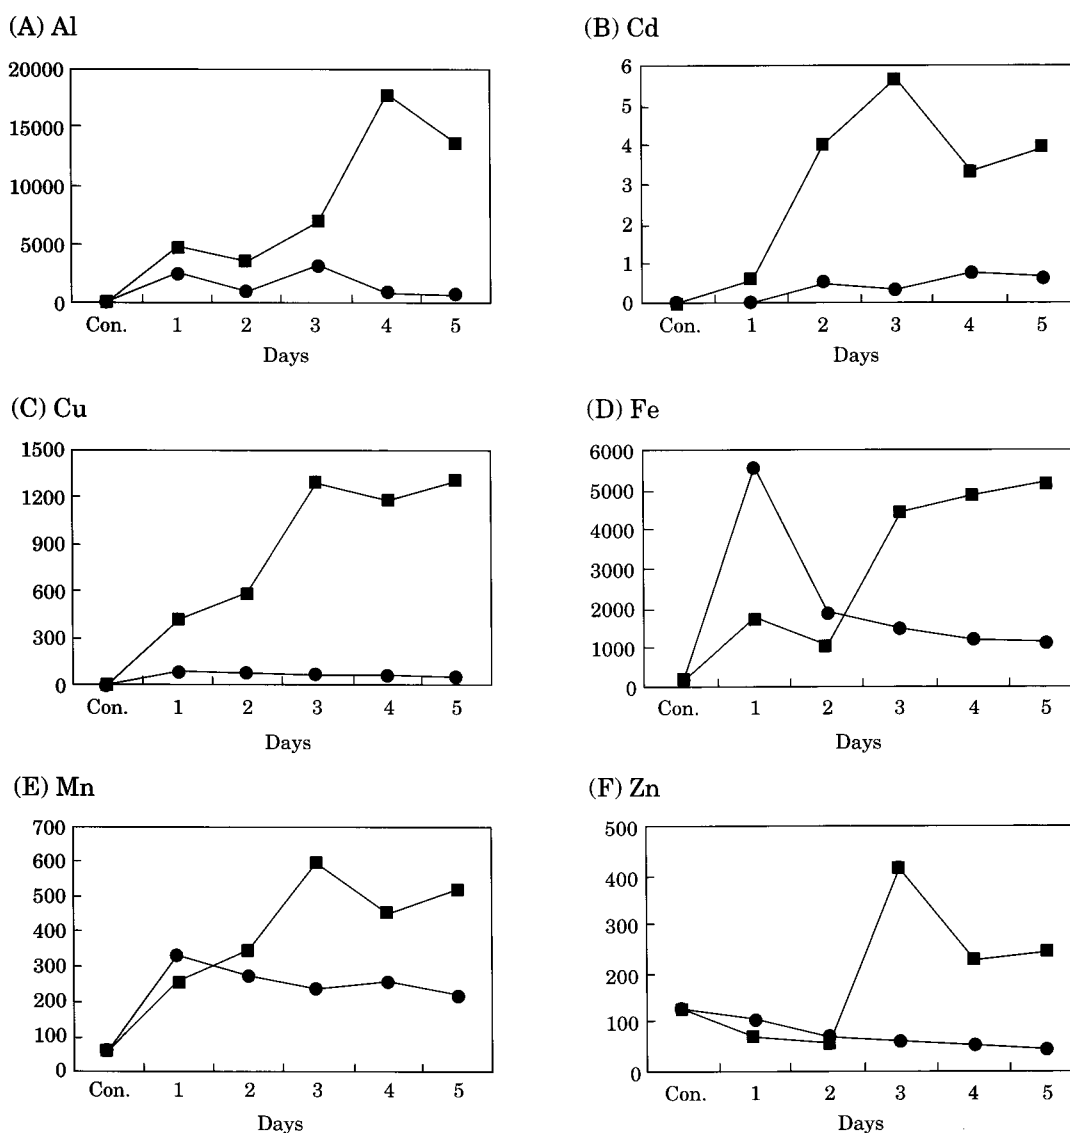 (A) Al
20000
15000
10000
5000
0
Con. 1 2 3 4 5
Days
(B) Cd
6
5
4
3
2
1
0
Con. 1 2 3 4 5
Days
(C) Cu
1500
1200
900
600
300
0
Con. 1 2 3 4 5
Days
(D) Fe
6000
5000
4000
3000
2000
1000
0
Con. 1 2 3 4 5
Days
(E) Mn
700
600
500
400
300
200
100
0
Con. 1 2 3 4 5
Days
(F) Zn
500
400
300
200
100
0
Con. 1 2 3 4 5
Days